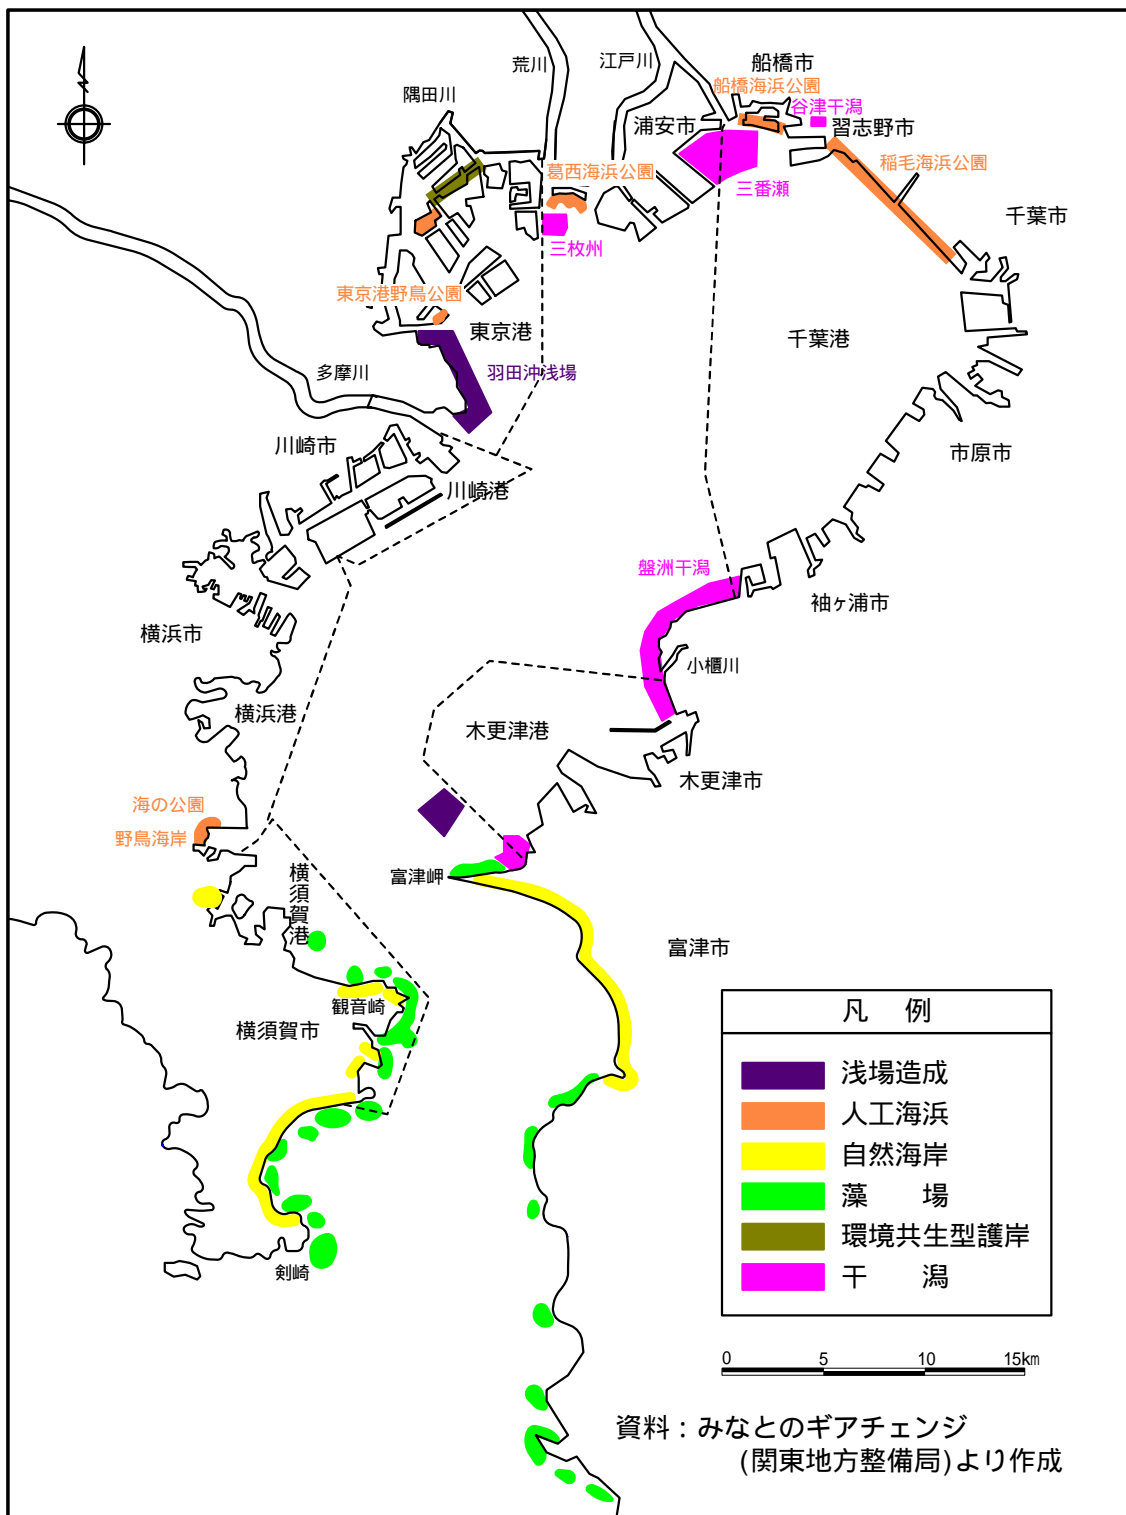 荒川
江戸川
船橋市
船橋海浜公園
隅田川
谷津干潟
浦安市
習志野市
葛西海浜公園
稲毛海浜公園
三番瀬
千葉市
三枚州
東京港野鳥公園
東京港
千葉港
多摩川
羽田沖浅場
川崎市
市原市
川崎港
盤洲干潟
袖ヶ浦市
横浜市
小櫃川
横浜港
木更津港
木更津市
海の公園
野鳥海岸
横須賀港
富津岬
富津市
観音崎
横須賀市
剣崎
凡 例
浅場造成
人工海浜
自然海岸
藻 場
環境共生型護岸
干 潟
0 5 10 15km
資料：みなとのギアチェンジ
(関東地方整備局)より作成